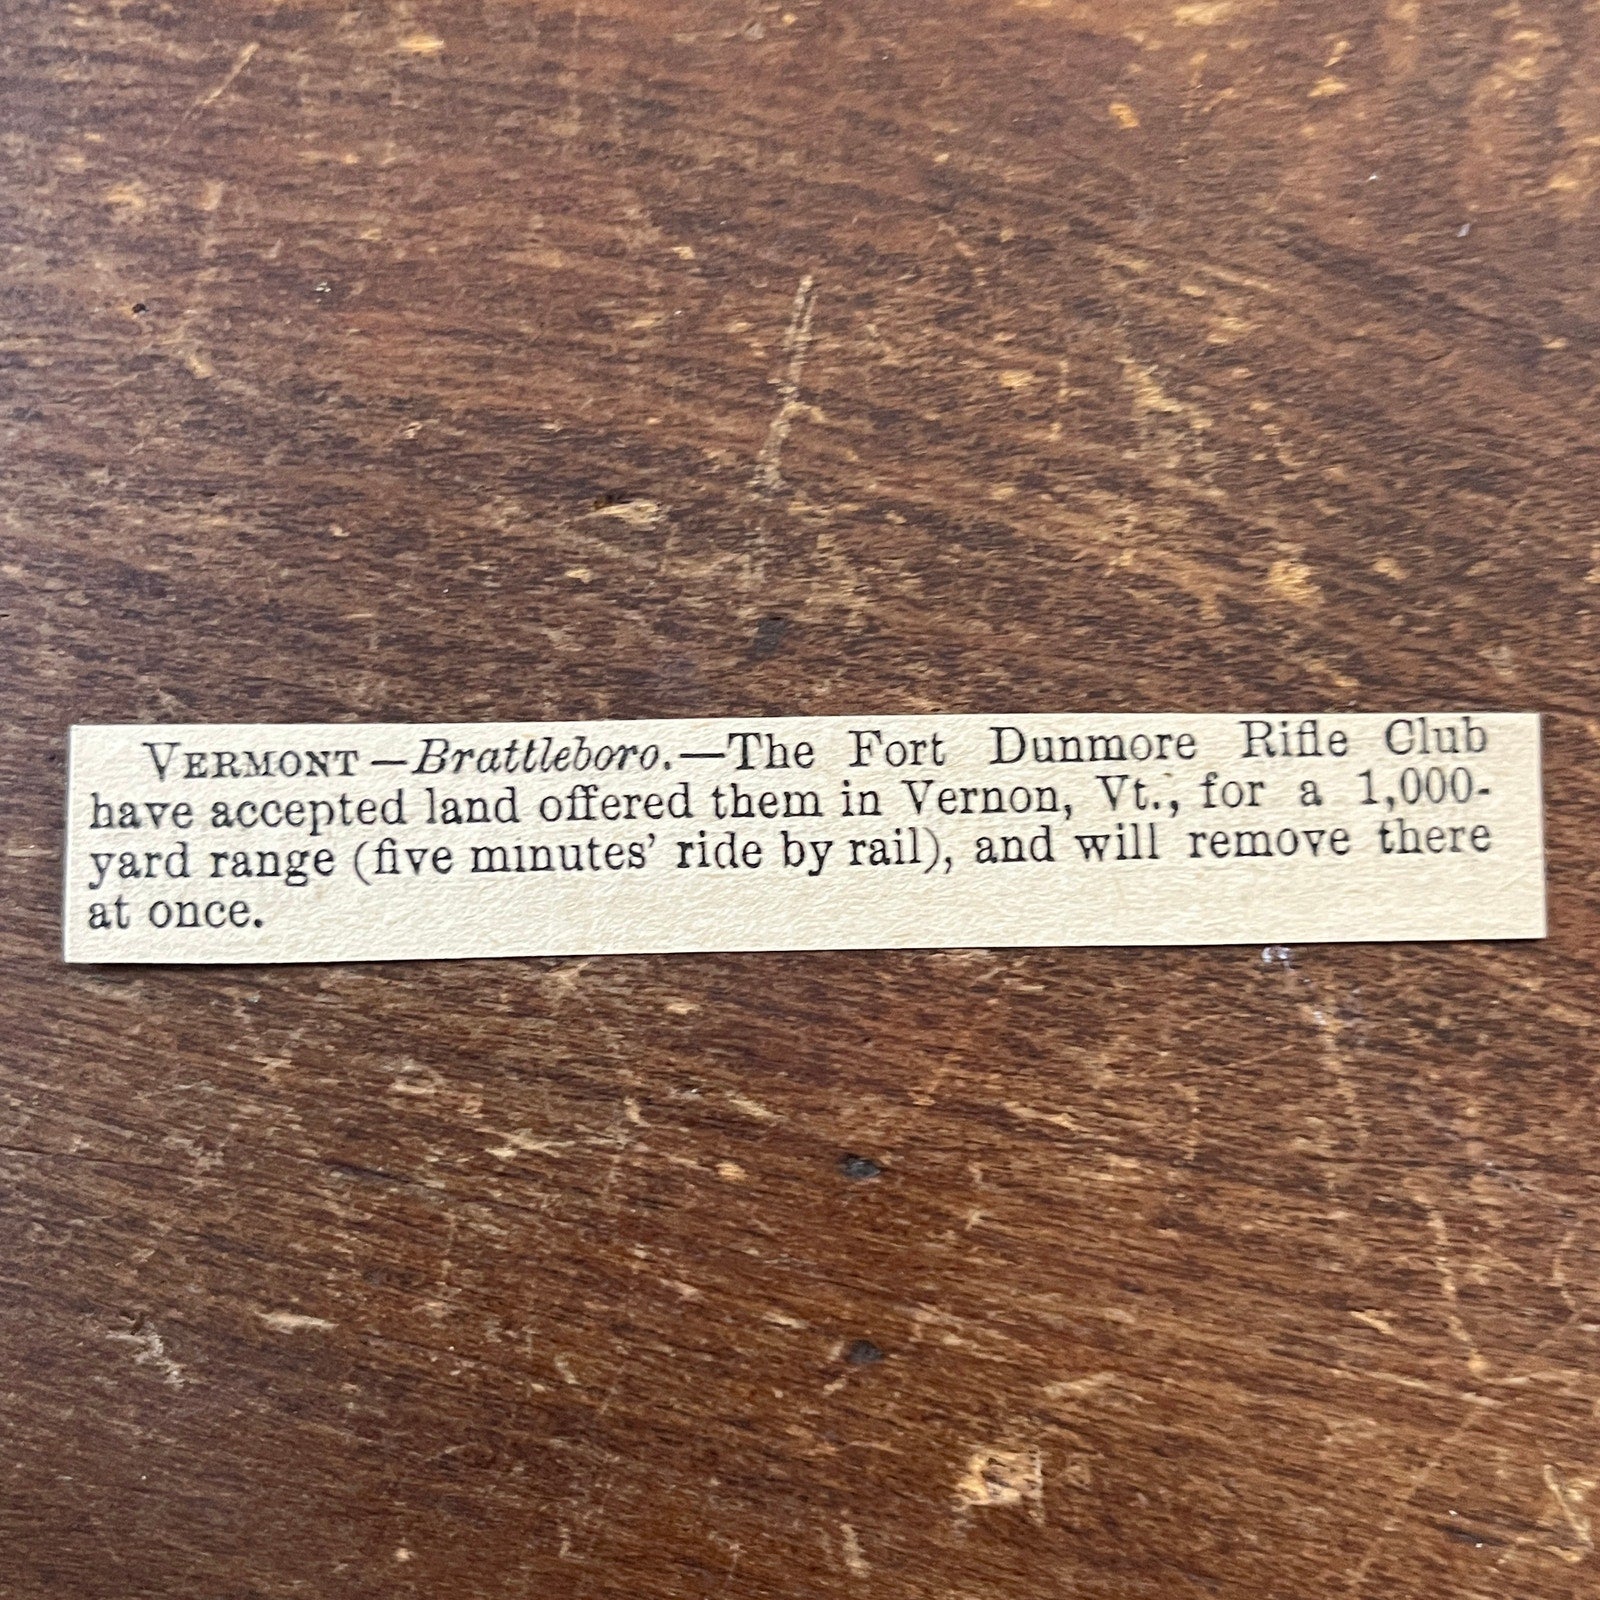 VERMONT—Brattleboro.—The Fort Dunmore Rifle Club
have accepted land offered them in Vernon, Vt., for a 1,000-
yard range (five minutes' ride by rail), and will remove there
at once.